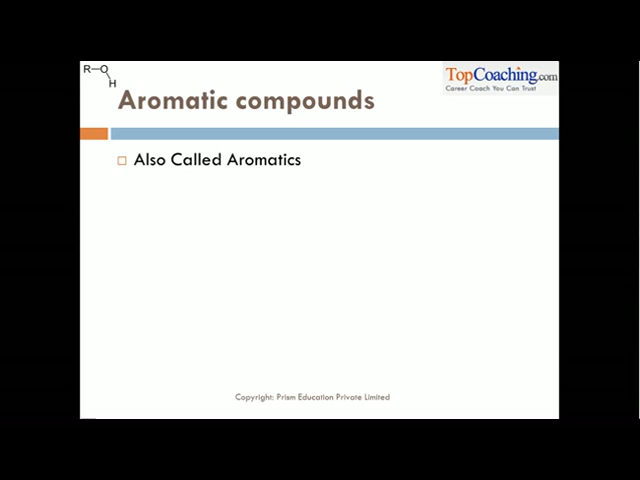 R-O
H
TopCoaching.com
Career Coach You Can Trust
Aromatic compounds
Also Called Aromatics
Copyright: Prism Education Private Limited